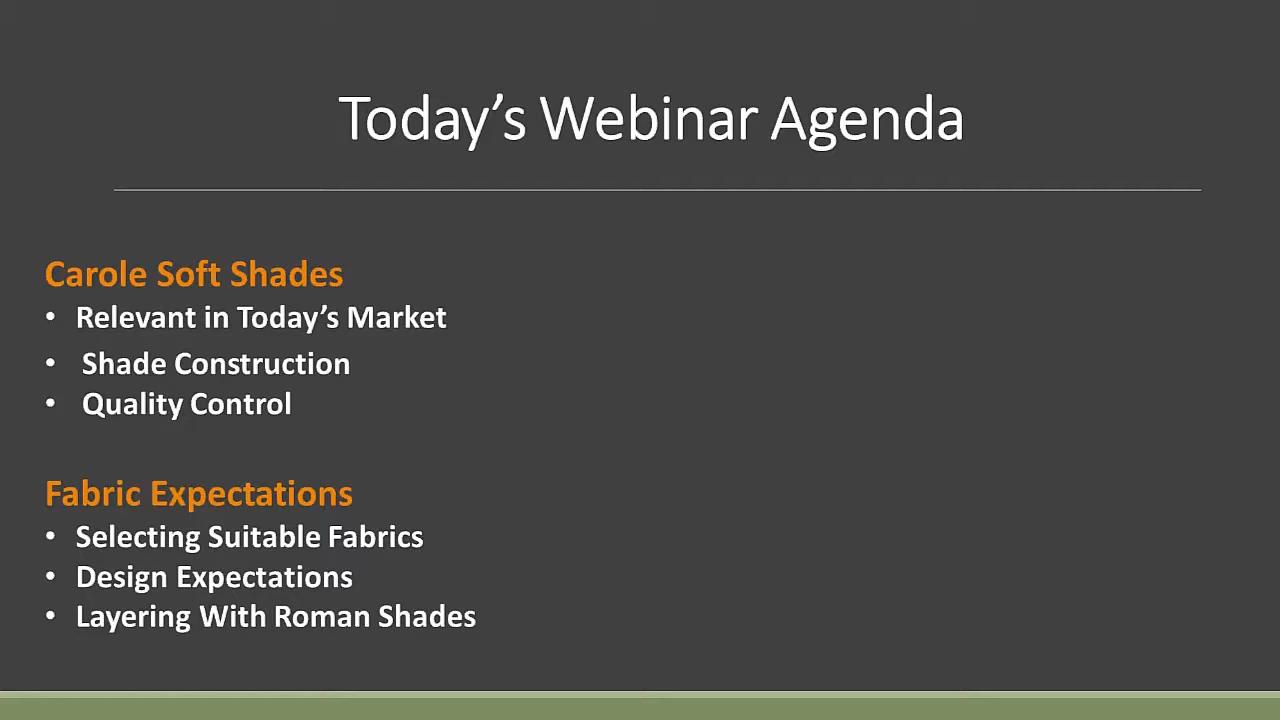 Today’s Webinar Agenda
Carole Soft Shades
• Relevant in Today’s Market
• Shade Construction
• Quality Control
Fabric Expectations
• Selecting Suitable Fabrics
• Design Expectations
• Layering With Roman Shades